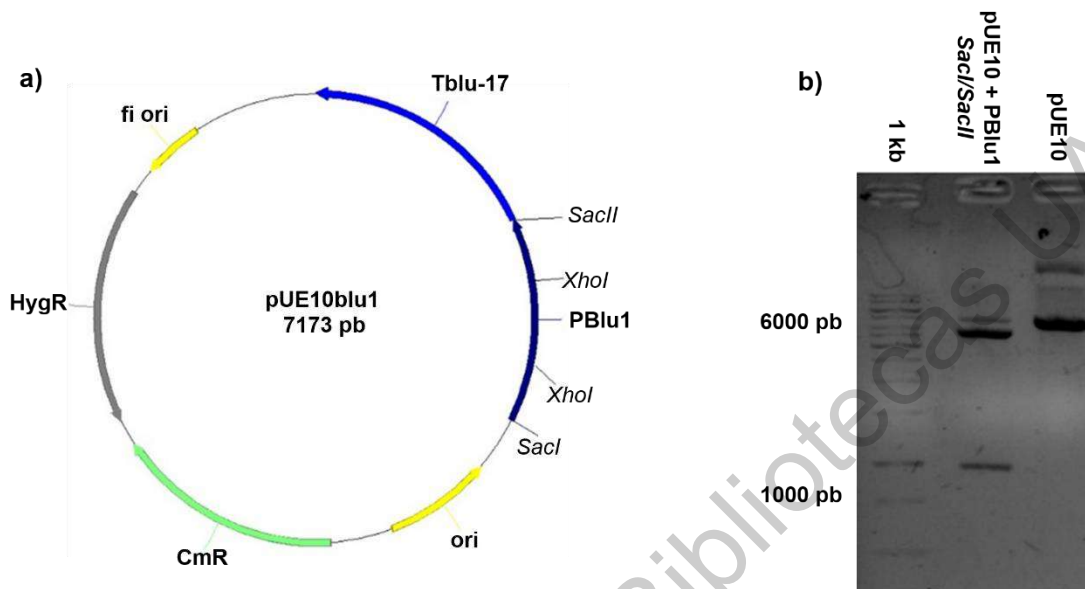 a)
Tblu-17
fi ori
SacII
XhoI
HygR
pUE10blu1
7173 pb
PBlu1
XhoI
SacI
CmR
ori
b)
1 kb
pUE10 + PBlu1
SacI/SacII
pUE10
6000 pb
1000 pb
Bibliotecas